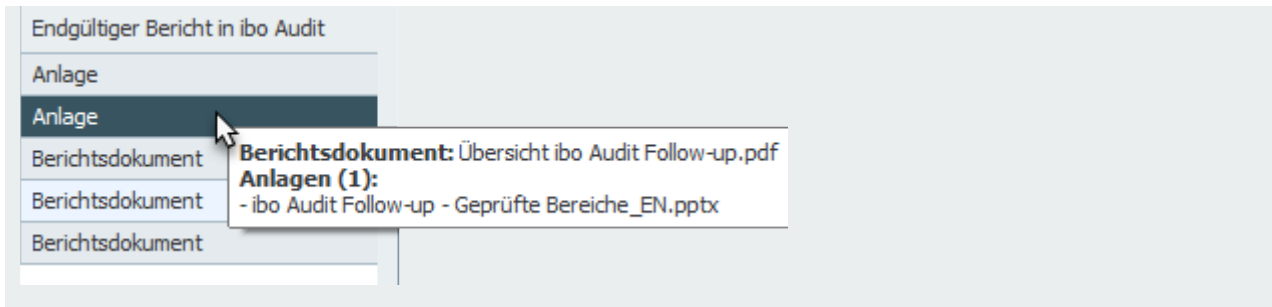 Endgültiger Bericht in ibo Audit
Anlage
Anlage
Berichtsdokument
Berichtsdokument: Übersicht ibo Audit Follow-up.pdf
Anlagen (1):
- ibo Audit Follow-up - Geprüfte Bereiche_EN.pptx
Berichtsdokument
Berichtsdokument